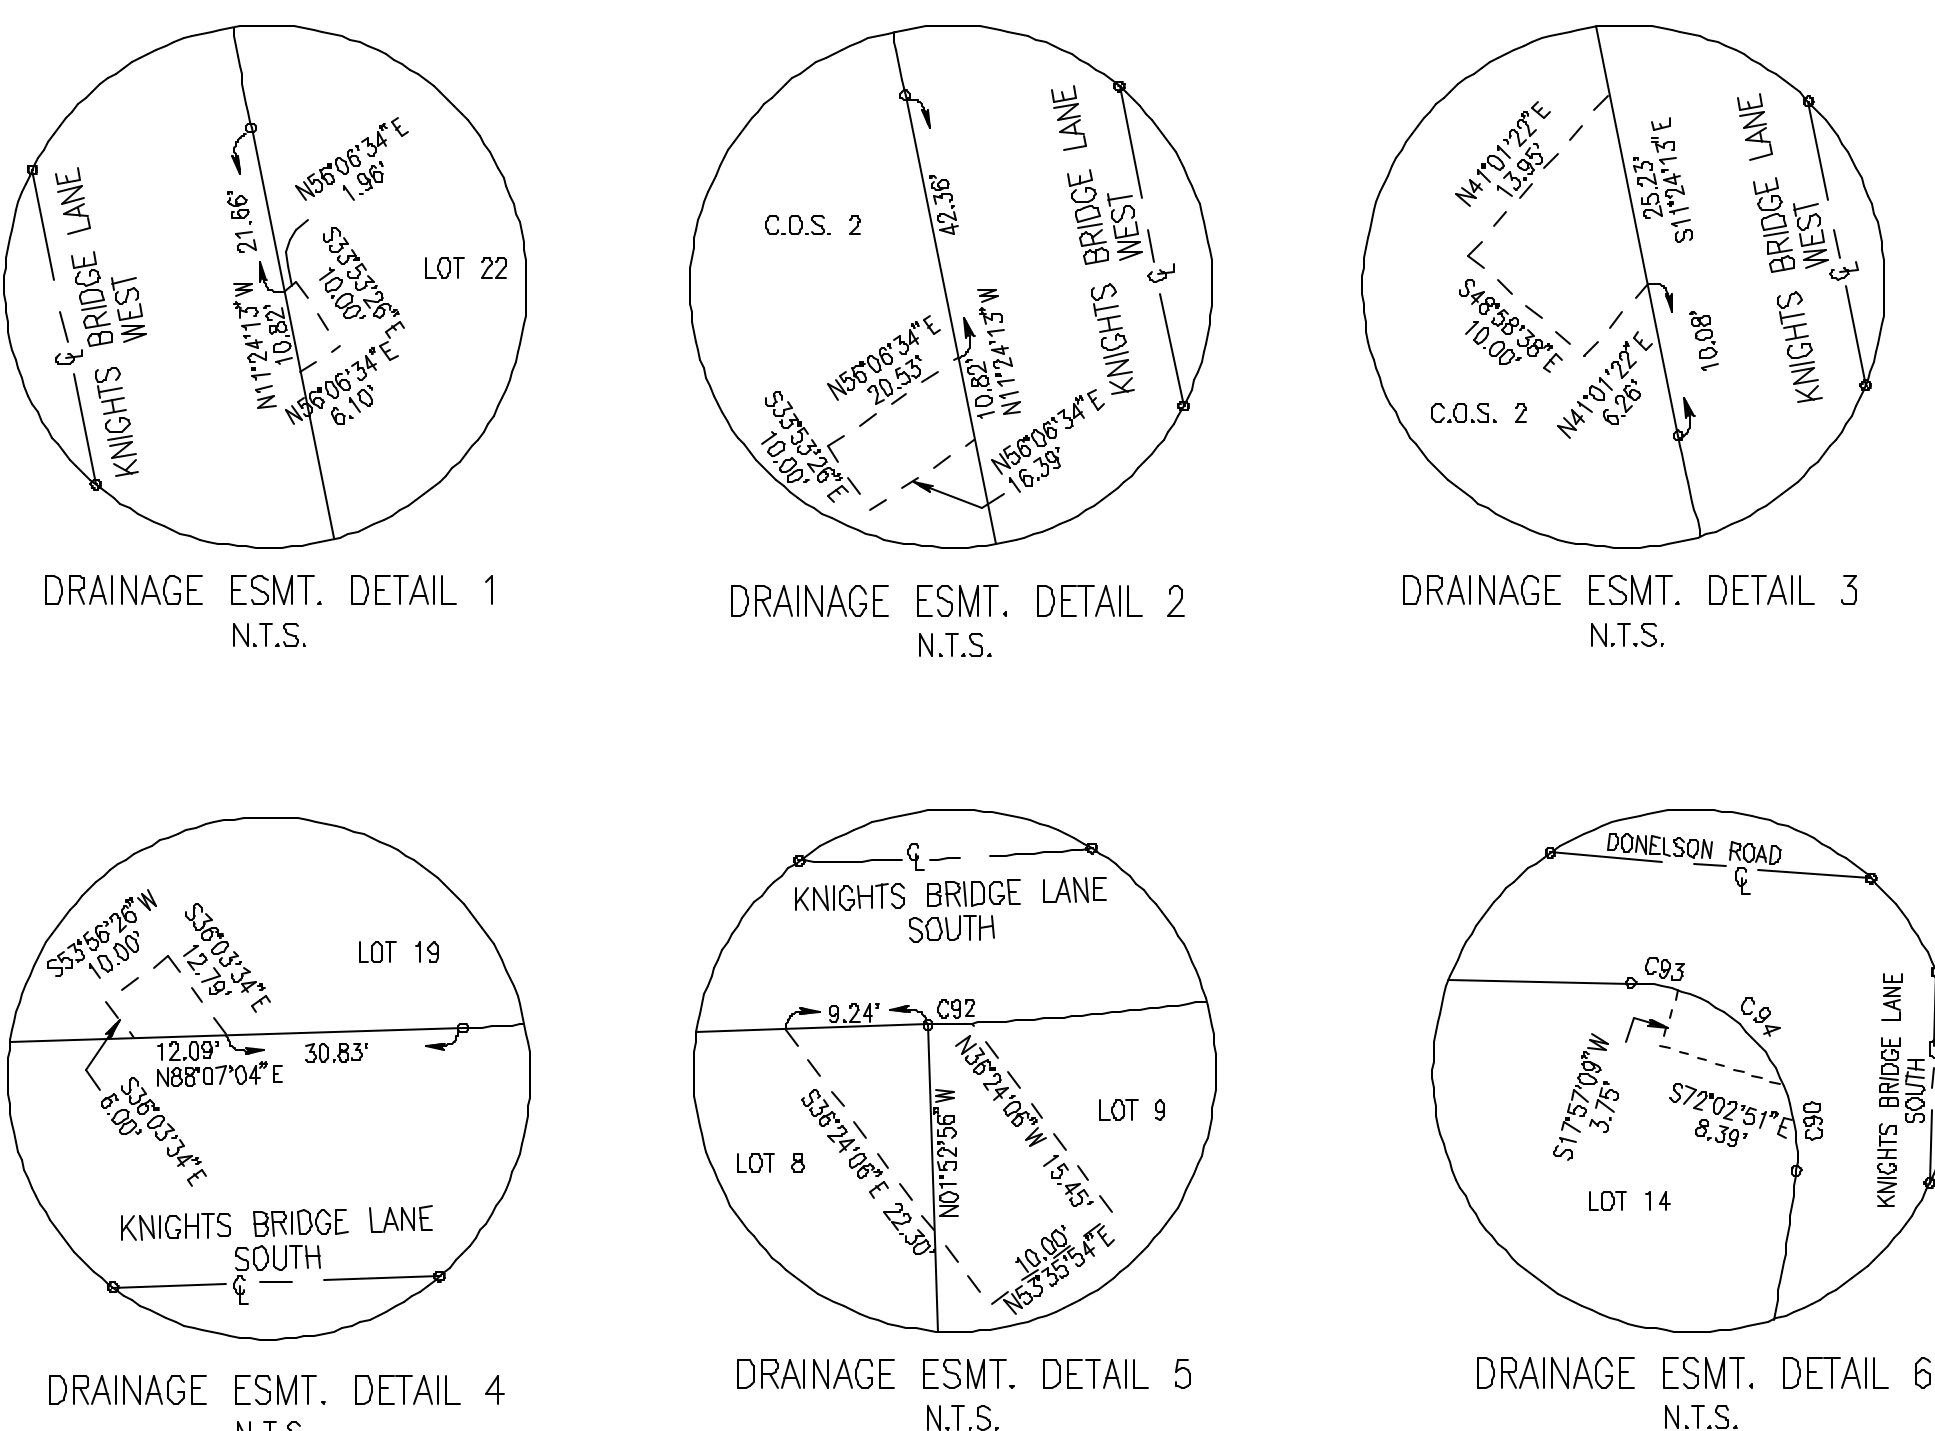 N56°06'34"E
1.96'
21.66'
S33°53'26"E
10.00'
LOT 22
N11°24'13"W
10.82'
N56°06'34"E
6.10'
KNIGHTS BRIDGE LANE
WEST
℄
DRAINAGE ESMT. DETAIL 1
N.T.S.
C.O.S. 2
42.36'
KNIGHTS BRIDGE LANE
WEST
℄
N56°06'34"E
20.53'
10.82'
N11°24'13"W
S33°53'26"E
10.00'
N56°06'34"E
16.39'
DRAINAGE ESMT. DETAIL 2
N.T.S.
N41°01'22"E
13.95'
25.23'
S11°24'13"E
KNIGHTS BRIDGE LANE
WEST
℄
S48°58'38"E
10.00'
N41°01'22"E
6.26'
10.08'
C.O.S. 2
DRAINAGE ESMT. DETAIL 3
N.T.S.
S53°56'26"W
10.00'
S36°03'34"E
12.79'
LOT 19
12.09'
N88°07'04"E
30.83'
S36°03'34"E
6.00'
KNIGHTS BRIDGE LANE
SOUTH
℄
DRAINAGE ESMT. DETAIL 4
N.T.S.
℄
KNIGHTS BRIDGE LANE
SOUTH
9.24'
C92
N36°24'06"W 15.45'
S36°24'06"E 22.30'
N01°52'56"W
LOT 9
LOT 8
10.00'
N53°35'54"E
DRAINAGE ESMT. DETAIL 5
N.T.S.
DONELSON ROAD
℄
C93
C94
S17°57'09"W
3.75'
S72°02'51"E
8.39'
C90
KNIGHTS BRIDGE LANE
SOUTH
LOT 14
DRAINAGE ESMT. DETAIL 6
N.T.S.